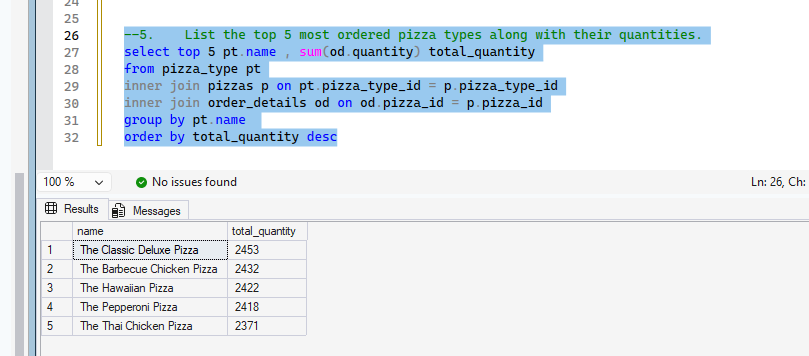 24
25
26 --5. List the top 5 most ordered pizza types along with their quantities.
27 select top 5 pt.name , sum(od.quantity) total_quantity
28 from pizza_type pt
29 inner join pizzas p on pt.pizza_type_id = p.pizza_type_id
30 inner join order_details od on od.pizza_id = p.pizza_id
31 group by pt.name
32 order by total_quantity desc
100 % No issues found Ln: 26, Ch:
Results Messages
name total_quantity
1 The Classic Deluxe Pizza 2453
2 The Barbecue Chicken Pizza 2432
3 The Hawaiian Pizza 2422
4 The Pepperoni Pizza 2418
5 The Thai Chicken Pizza 2371